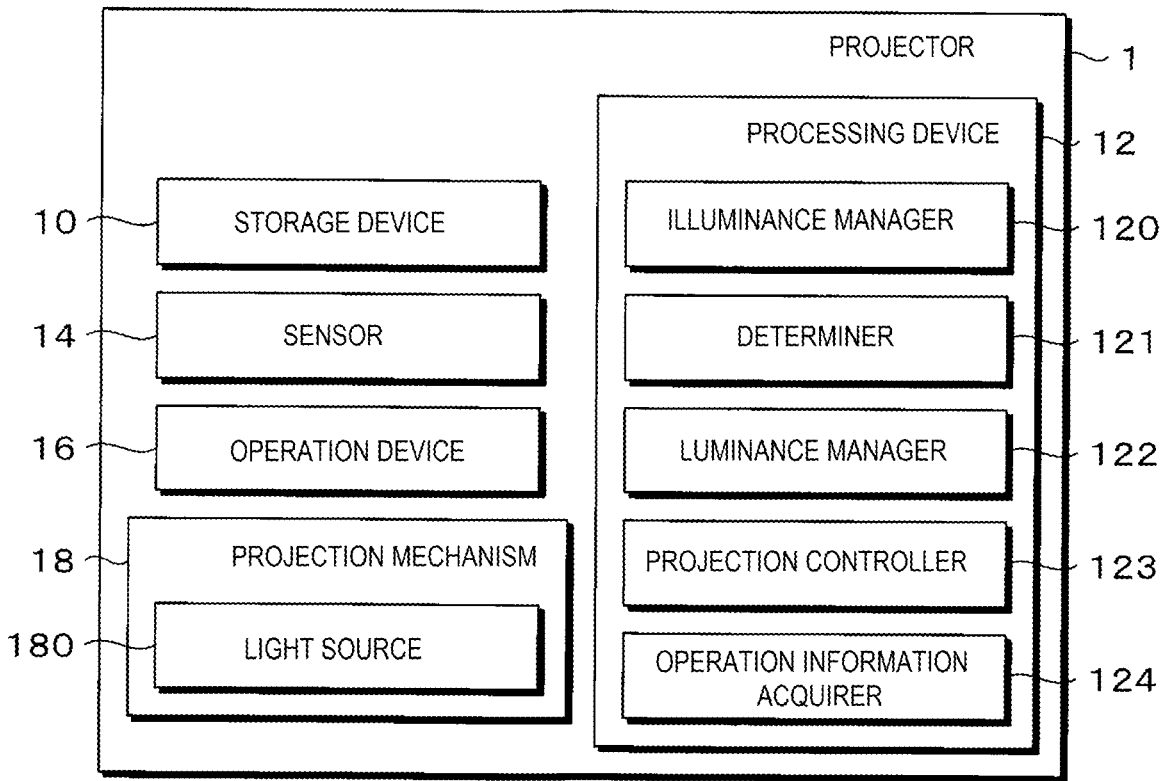 PROJECTOR
1
PROCESSING DEVICE
12
10
STORAGE DEVICE
ILLUMINANCE MANAGER
120
14
SENSOR
DETERMINER
121
16
OPERATION DEVICE
LUMINANCE MANAGER
122
18
PROJECTION MECHANISM
PROJECTION CONTROLLER
123
180
LIGHT SOURCE
OPERATION INFORMATION
ACQUIRER
124